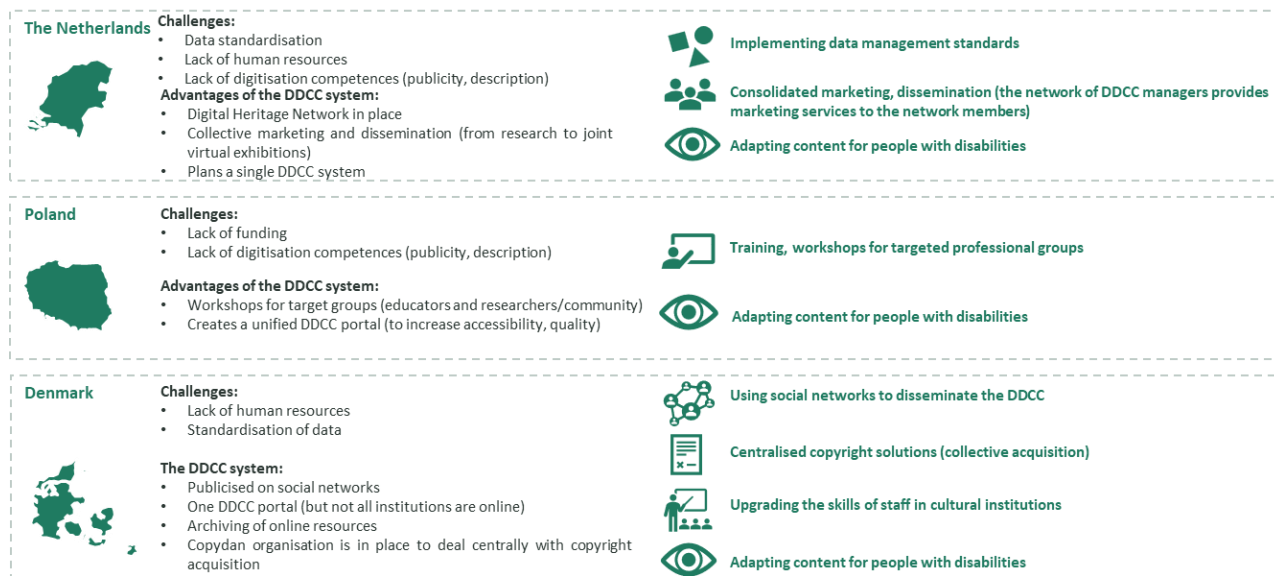 The Netherlands
Challenges:
• Data standardisation
• Lack of human resources
• Lack of digitisation competences (publicity, description)
Advantages of the DDCC system:
• Digital Heritage Network in place
• Collective marketing and dissemination (from research to joint
virtual exhibitions)
• Plans a single DDCC system
Implementing data management standards
Consolidated marketing, dissemination (the network of DDCC managers provides
marketing services to the network members)
Adapting content for people with disabilities
Poland
Challenges:
• Lack of funding
• Lack of digitisation competences (publicity, description)
Advantages of the DDCC system:
• Workshops for target groups (educators and researchers/community)
• Creates a unified DDCC portal (to increase accessibility, quality)
Training, workshops for targeted professional groups
Adapting content for people with disabilities
Denmark
Challenges:
• Lack of human resources
• Standardisation of data
The DDCC system:
• Publicised on social networks
• One DDCC portal (but not all institutions are online)
• Archiving of online resources
• Copydan organisation is in place to deal centrally with copyright
acquisition
Using social networks to disseminate the DDCC
Centralised copyright solutions (collective acquisition)
Upgrading the skills of staff in cultural institutions
Adapting content for people with disabilities